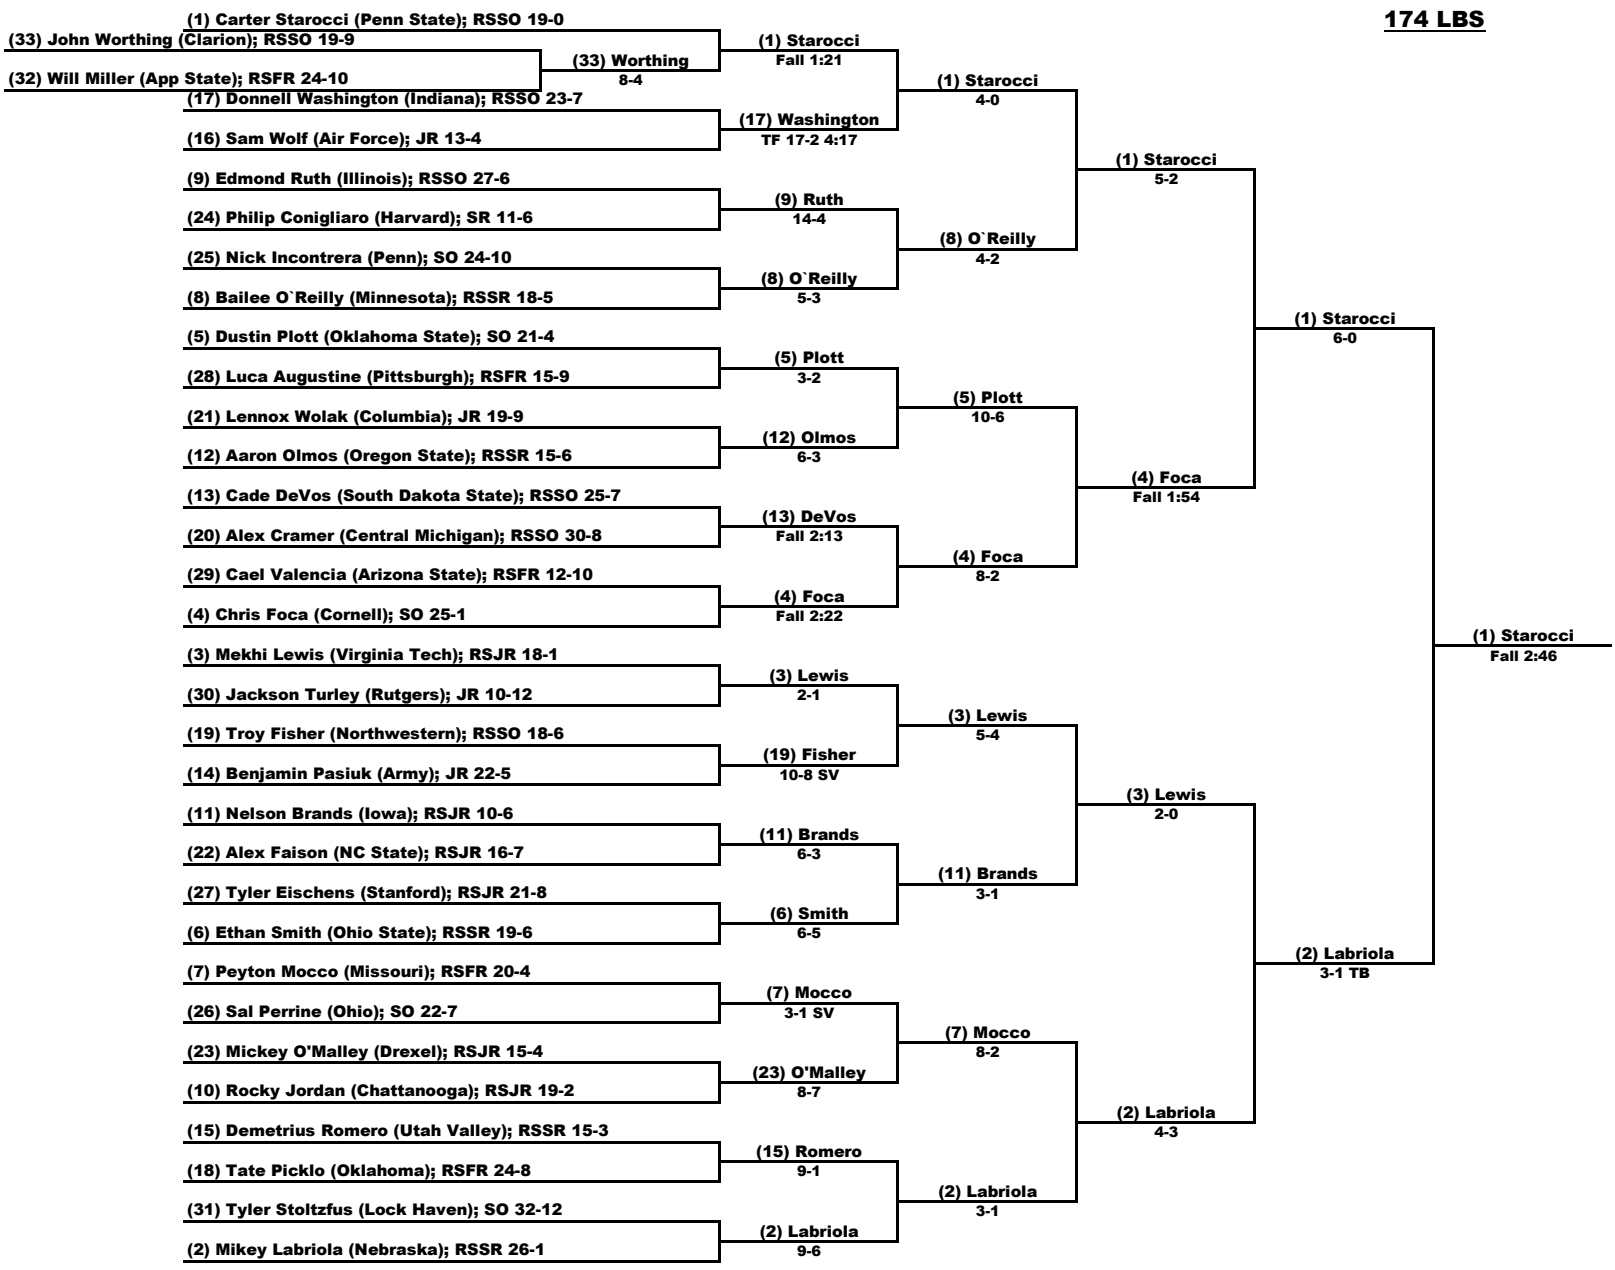 174 LBS
(1) Carter Starocci (Penn State); RSSO 19-0
(33) John Worthing (Clarion); RSSO 19-9
(32) Will Miller (App State); RSFR 24-10
(17) Donnell Washington (Indiana); RSSO 23-7
(16) Sam Wolf (Air Force); JR 13-4
(9) Edmond Ruth (Illinois); RSSO 27-6
(24) Philip Conigliaro (Harvard); SR 11-6
(25) Nick Incontrera (Penn); SO 24-10
(8) Bailee O`Reilly (Minnesota); RSSR 18-5
(5) Dustin Plott (Oklahoma State); SO 21-4
(28) Luca Augustine (Pittsburgh); RSFR 15-9
(21) Lennox Wolak (Columbia); JR 19-9
(12) Aaron Olmos (Oregon State); RSSR 15-6
(13) Cade DeVos (South Dakota State); RSSO 25-7
(20) Alex Cramer (Central Michigan); RSSO 30-8
(29) Cael Valencia (Arizona State); RSFR 12-10
(4) Chris Foca (Cornell); SO 25-1
(3) Mekhi Lewis (Virginia Tech); RSJR 18-1
(30) Jackson Turley (Rutgers); JR 10-12
(19) Troy Fisher (Northwestern); RSSO 18-6
(14) Benjamin Pasiuk (Army); JR 22-5
(11) Nelson Brands (Iowa); RSJR 10-6
(22) Alex Faison (NC State); RSJR 16-7
(27) Tyler Eischens (Stanford); RSJR 21-8
(6) Ethan Smith (Ohio State); RSSR 19-6
(7) Peyton Mocco (Missouri); RSFR 20-4
(26) Sal Perrine (Ohio); SO 22-7
(23) Mickey O'Malley (Drexel); RSJR 15-4
(10) Rocky Jordan (Chattanooga); RSJR 19-2
(15) Demetrius Romero (Utah Valley); RSSR 15-3
(18) Tate Picklo (Oklahoma); RSFR 24-8
(31) Tyler Stoltzfus (Lock Haven); SO 32-12
(2) Mikey Labriola (Nebraska); RSSR 26-1
(33) Worthing
8-4
(1) Starocci
Fall 1:21
(17) Washington
TF 17-2 4:17
(9) Ruth
14-4
(8) O`Reilly
5-3
(5) Plott
3-2
(12) Olmos
6-3
(13) DeVos
Fall 2:13
(4) Foca
Fall 2:22
(3) Lewis
2-1
(19) Fisher
10-8 SV
(11) Brands
6-3
(6) Smith
6-5
(7) Mocco
3-1 SV
(23) O'Malley
8-7
(15) Romero
9-1
(2) Labriola
9-6
(1) Starocci
4-0
(8) O`Reilly
4-2
(5) Plott
10-6
(4) Foca
8-2
(3) Lewis
5-4
(11) Brands
3-1
(7) Mocco
8-2
(2) Labriola
3-1
(1) Starocci
5-2
(4) Foca
Fall 1:54
(3) Lewis
2-0
(2) Labriola
4-3
(1) Starocci
6-0
(2) Labriola
3-1 TB
(1) Starocci
Fall 2:46